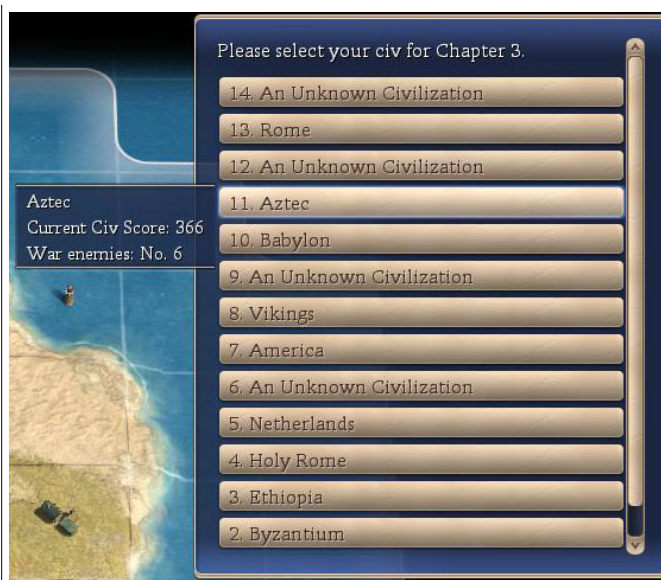 Please select your civ for Chapter 3.
14. An Unknown Civilization
13. Rome
12. An Unknown Civilization
11. Aztec
10. Babylon
9. An Unknown Civilization
8. Vikings
7. America
6. An Unknown Civilization
5. Netherlands
4. Holy Rome
3. Ethiopia
2. Byzantium
Aztec
Current Civ Score: 366
War enemies: No. 6